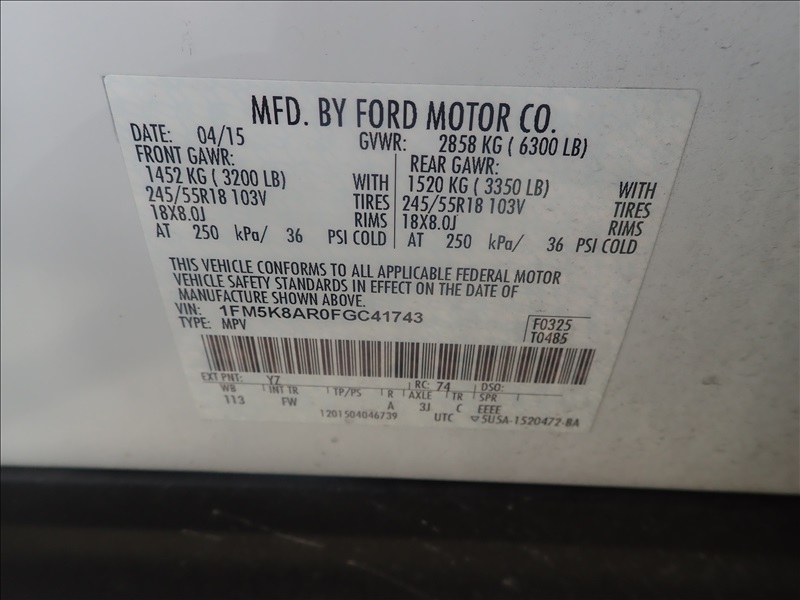 MFD. BY FORD MOTOR CO.
DATE: 04/15 GVWR: 2858 KG ( 6300 LB)
FRONT GAWR: REAR GAWR:
1452 KG ( 3200 LB) WITH 1520 KG ( 3350 LB) WITH
245/55R18 103V TIRES 245/55R18 103V TIRES
18X8.0J RIMS 18X8.0J RIMS
AT 250 kPa/ 36 PSI COLD AT 250 kPa/ 36 PSI COLD
THIS VEHICLE CONFORMS TO ALL APPLICABLE FEDERAL MOTOR
VEHICLE SAFETY STANDARDS IN EFFECT ON THE DATE OF
MANUFACTURE SHOWN ABOVE.
VIN: 1FM5K8AR0FGC41743 F0325
TYPE: MPV T0485
EXT PNT: Y7 RC: 74 DSO:
WB INT TR TP/PS R AXLE TR SPR
113 FW A 3J C EEEE
1201504046739 UTC ▽5U5A-1520472-BA